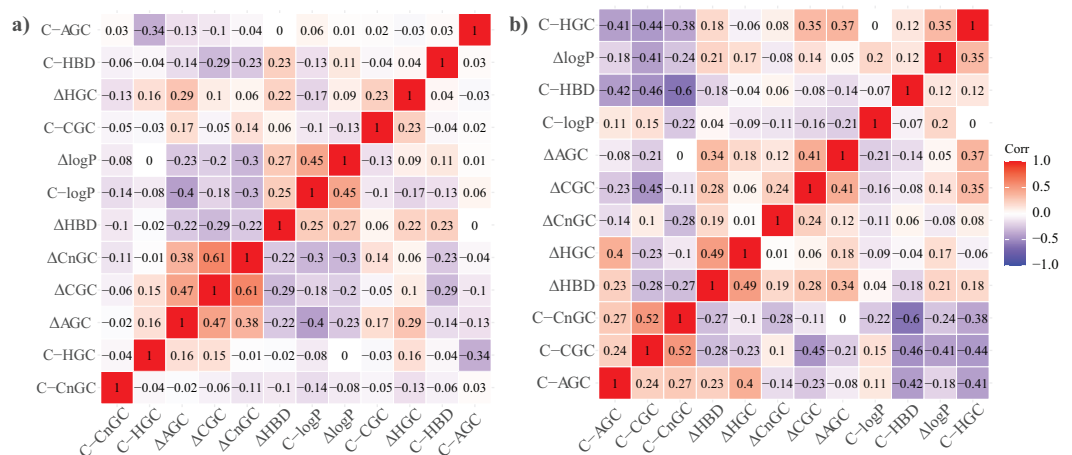 a)
C−AGC 0.03 −0.34 −0.13 −0.1 −0.04 0 0.06 0.01 0.02 −0.03 0.03 1
C−HBD −0.06 −0.04 −0.14 −0.29 −0.23 0.23 −0.13 0.11 −0.04 0.04 1 0.03
ΔHGC −0.13 0.16 0.29 0.1 0.06 0.22 −0.17 0.09 0.23 1 0.04 −0.03
C−CGC −0.05 −0.03 0.17 −0.05 0.14 0.06 −0.1 −0.13 1 0.23 −0.04 0.02
ΔlogP −0.08 0 −0.23 −0.2 −0.3 0.27 0.45 1 −0.13 0.09 0.11 0.01
C−logP −0.14 −0.08 −0.4 −0.18 −0.3 0.25 1 0.45 −0.1 −0.17 −0.13 0.06
ΔHBD −0.1 −0.02 −0.22 −0.29 −0.22 1 0.25 0.27 0.06 0.22 0.23 0
ΔCnGC −0.11 −0.01 0.38 0.61 1 −0.22 −0.3 −0.3 0.14 0.06 −0.23 −0.04
ΔCGC −0.06 0.15 0.47 1 0.61 −0.29 −0.18 −0.2 −0.05 0.1 −0.29 −0.1
ΔAGC −0.02 0.16 1 0.47 0.38 −0.22 −0.4 −0.23 0.17 0.29 −0.14 −0.13
C−HGC −0.04 1 0.16 0.15 −0.01 −0.02 −0.08 0 −0.03 0.16 −0.04 −0.34
C−CnGC 1 −0.04 −0.02 −0.06 −0.11 −0.1 −0.14 −0.08 −0.05 −0.13 −0.06 0.03
C−CnGC C−HGC ΔAGC ΔCGC ΔCnGC ΔHBD C−logP ΔlogP C−CGC ΔHGC C−HBD C−AGC
b)
C−HGC −0.41 −0.44 −0.38 0.18 −0.06 0.08 0.35 0.37 0 0.12 0.35 1
ΔlogP −0.18 −0.41 −0.24 0.21 0.17 −0.08 0.14 0.05 0.2 0.12 1 0.35
C−HBD −0.42 −0.46 −0.6 −0.18 −0.04 0.06 −0.08 −0.14 −0.07 1 0.12 0.12
C−logP 0.11 0.15 −0.22 0.04 −0.09 −0.11 −0.16 −0.21 1 −0.07 0.2 0
ΔAGC −0.08 −0.21 0 0.34 0.18 0.12 0.41 1 −0.21 −0.14 0.05 0.37
ΔCGC −0.23 −0.45 −0.11 0.28 0.06 0.24 1 0.41 −0.16 −0.08 0.14 0.35
ΔCnGC −0.14 0.1 −0.28 0.19 0.01 1 0.24 0.12 −0.11 0.06 −0.08 0.08
ΔHGC 0.4 −0.23 −0.1 0.49 1 0.01 0.06 0.18 −0.09 −0.04 0.17 −0.06
ΔHBD 0.23 −0.28 −0.27 1 0.49 0.19 0.28 0.34 0.04 −0.18 0.21 0.18
C−CnGC 0.27 0.52 1 −0.27 −0.1 −0.28 −0.11 0 −0.22 −0.6 −0.24 −0.38
C−CGC 0.24 1 0.52 −0.28 −0.23 0.1 −0.45 −0.21 0.15 −0.46 −0.41 −0.44
C−AGC 1 0.24 0.27 0.23 0.4 −0.14 −0.23 −0.08 0.11 −0.42 −0.18 −0.41
C−AGC C−CGC C−CnGC ΔHBD ΔHGC ΔCnGC ΔCGC ΔAGC C−logP C−HBD ΔlogP C−HGC
Corr
1.0
0.5
0.0
−0.5
−1.0